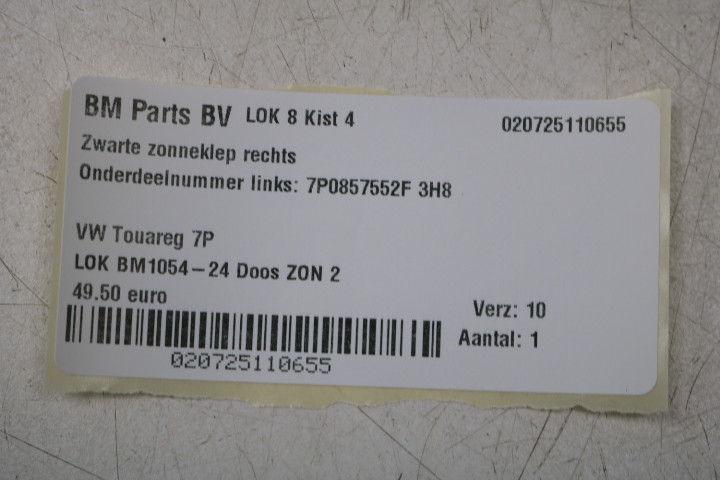 BM Parts BV LOK 8 Kist 4 020725110655
Zwarte zonneklep rechts
Onderdeelnummer links: 7P0857552F 3H8
VW Touareg 7P
LOK BM1054-24 Doos ZON 2
49.50 euro
Verz: 10
Aantal: 1
020725110655